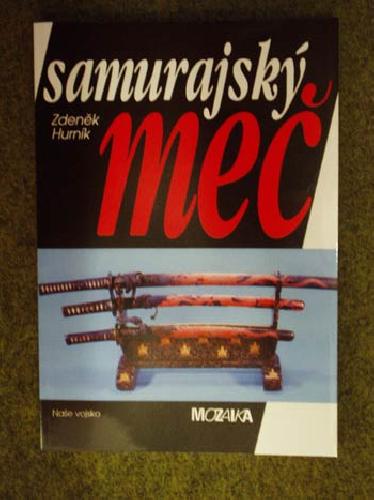 samurajský
Zdeněk
Hurník
meč
Naše vojsko
MOZAIKA